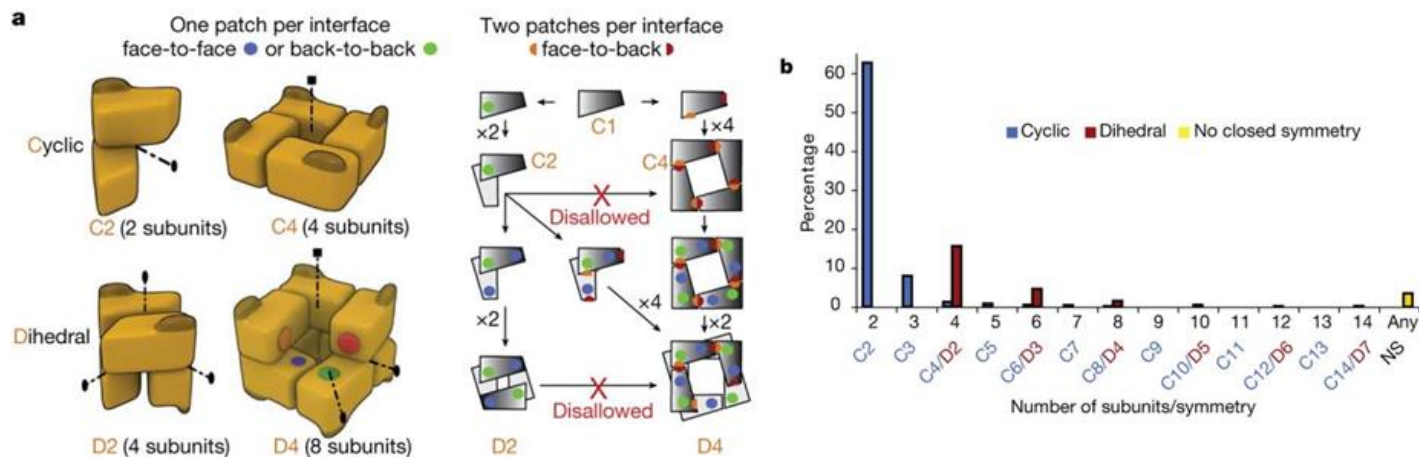 a
One patch per interface
face-to-face or back-to-back
Cyclic
C2 (2 subunits)
C4 (4 subunits)
Dihedral
D2 (4 subunits)
D4 (8 subunits)
Two patches per interface
face-to-back
C1
×2
×4
C2
C4
Disallowed
×4
×2
×2
Disallowed
D2
D4
b
Percentage
60
50
40
30
20
10
0
Cyclic
Dihedral
No closed symmetry
2 3 4 5 6 7 8 9 10 11 12 13 14 Any
C2 C3 C4/D2 C5 C6/D3 C7 C8/D4 C9 C10/D5 C11 C12/D6 C13 C14/D7 NS
Number of subunits/symmetry